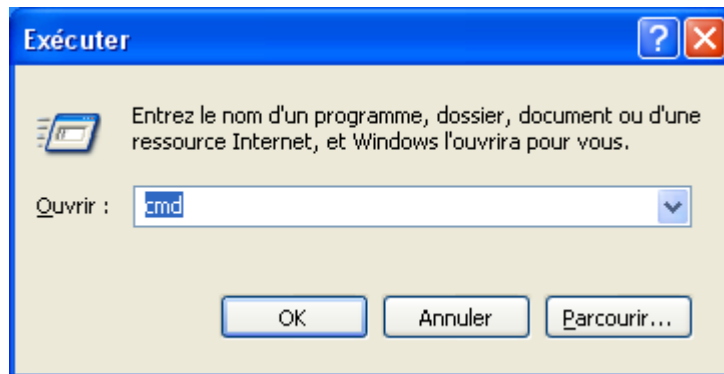 Exécuter
Entrez le nom d'un programme, dossier, document ou d'une
ressource Internet, et Windows l'ouvrira pour vous.
Ouvrir : cmd
OK Annuler Parcourir...